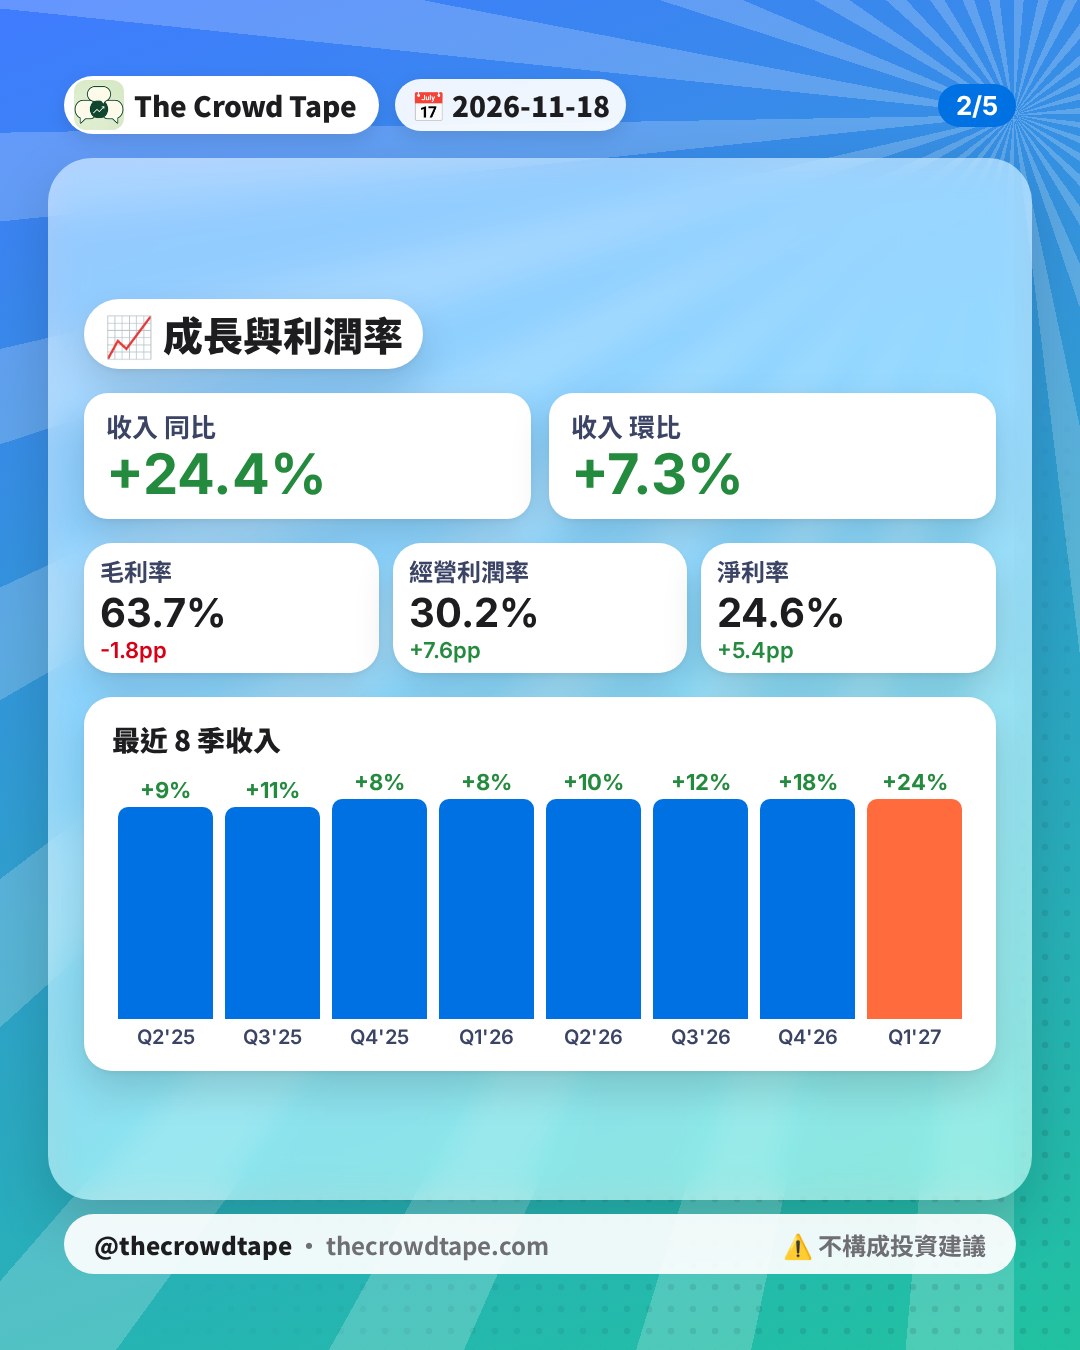 The Crowd Tape
2026-11-18
2/5
成長與利潤率
收入 同比
+24.4%
收入 環比
+7.3%
毛利率
63.7%
-1.8pp
經營利潤率
30.2%
+7.6pp
淨利率
24.6%
+5.4pp
最近 8 季收入
+9% +11% +8% +8% +10% +12% +18% +24%
Q2'25 Q3'25 Q4'25 Q1'26 Q2'26 Q3'26 Q4'26 Q1'27
@thecrowdtape • thecrowdtape.com
⚠️ 不構成投資建議